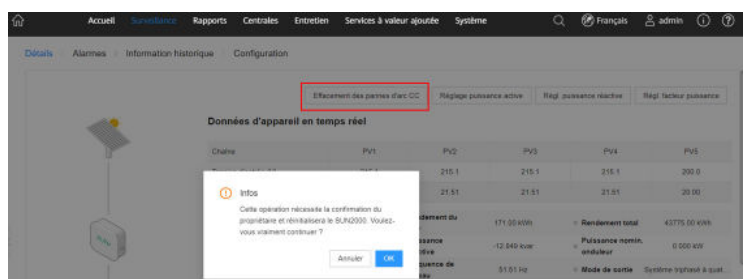 Accueil Surveillance Rapports Centrales Entretien Services à valeur ajoutée Système Français admin
Détails Alarmes Information historique Configuration
Effacement des pannes d'arc CC Réglage puissance active Régl. puissance réactive Régl. facteur puissance
Données d'appareil en temps réel
Chaîne PV1 PV2 PV3 PV4 PV5
215.1 215.1 215.1 200.0
21.51 21.51 21.51 20.00
Infos
Cette opération nécessite la confirmation du
propriétaire et réinitialisera le SUN2000. Voulez-
vous vraiment continuer ?
Annuler OK
171.00 kWh Rendement total 43775.00 kWh
-12.849 kvar Puissance nomin. onduleur 0.000 kW
51.51 Hz Mode de sortie Système triphasé à quat...